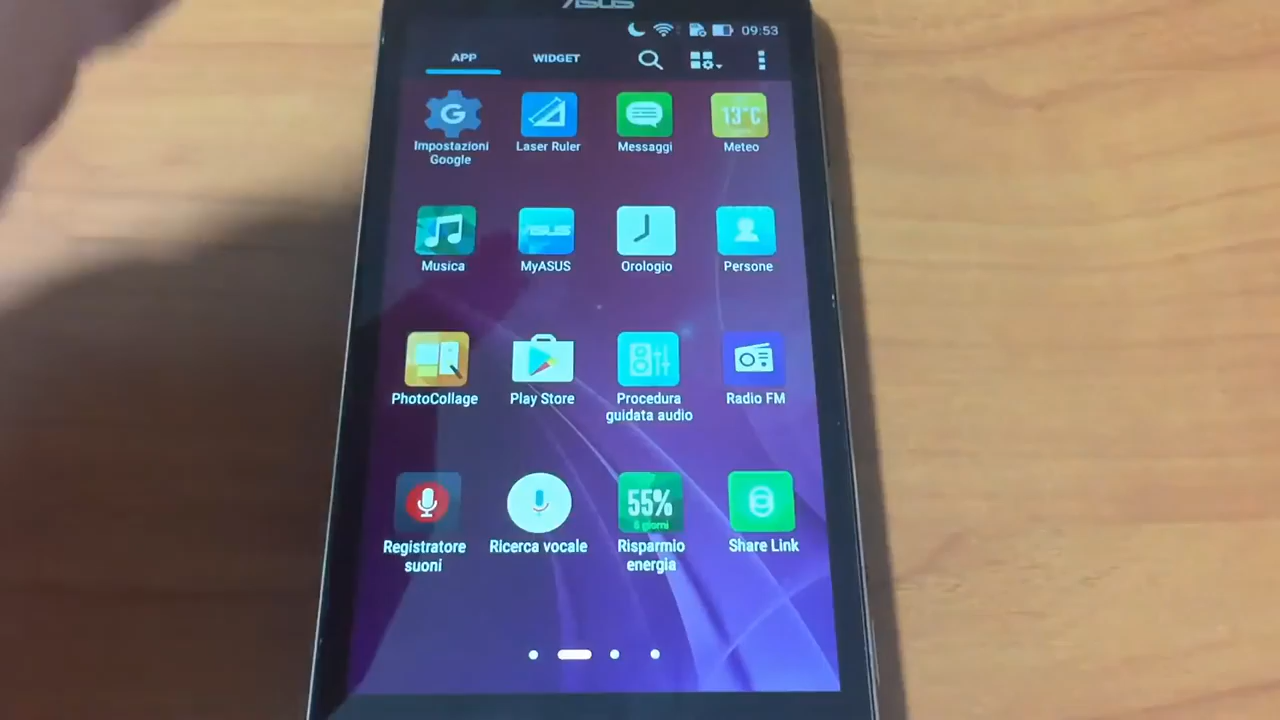 ASUS
09:53
APP WIDGET
G
13°C
Impostazioni
Google
Laser Ruler
Messaggi
Meteo
ASUS
Musica
MyASUS
Orologio
Persone
PhotoCollage
Play Store
Procedura
guidata audio
Radio FM
55%
6 giorni
Registratore
suoni
Ricerca vocale
Risparmio
energia
Share Link